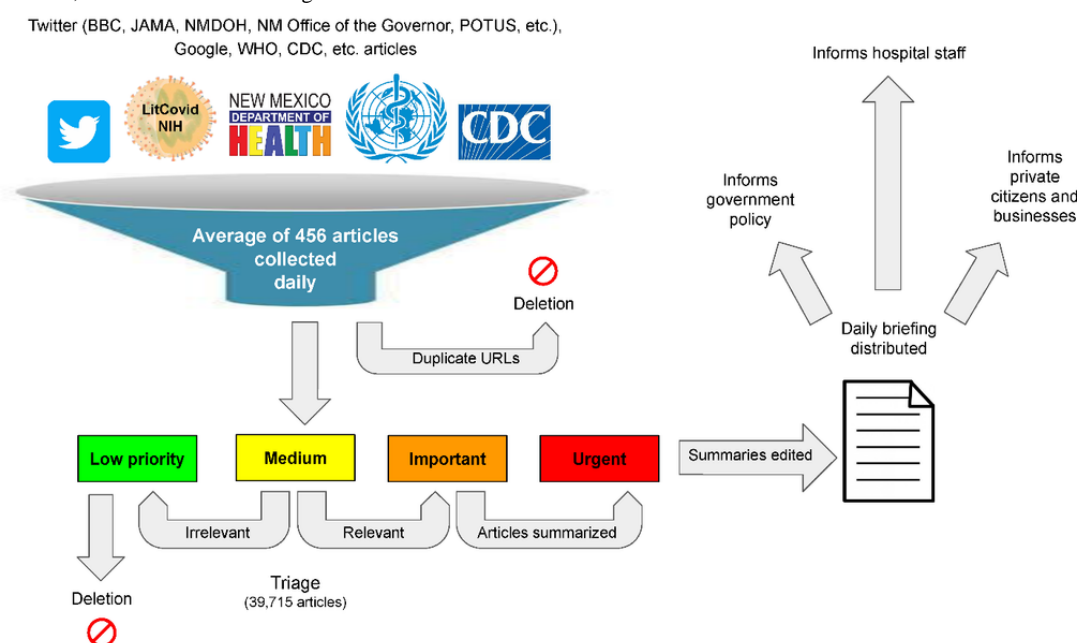 Twitter (BBC, JAMA, NMDOH, NM Office of the Governor, POTUS, etc.),
Google, WHO, CDC, etc. articles
LitCovid
NIH
NEW MEXICO
DEPARTMENT OF
HEALTH
CDC
Average of 456 articles
collected
daily
Deletion
Duplicate URLs
Low priority
Medium
Important
Urgent
Irrelevant
Relevant
Articles summarized
Deletion
Triage
(39,715 articles)
Summaries edited
Daily briefing
distributed
Informs
government
policy
Informs hospital staff
Informs
private
citizens and
businesses